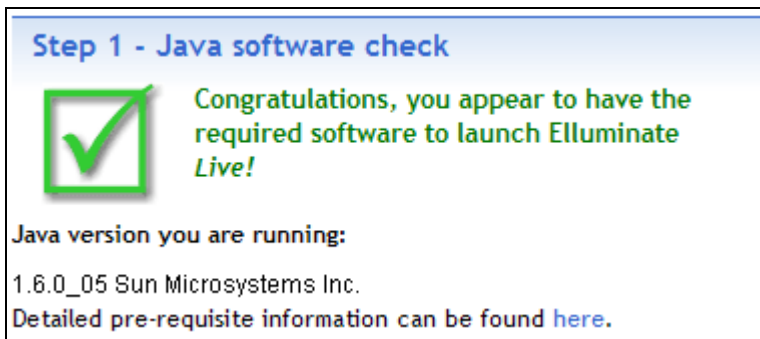 Step 1 - Java software check
Congratulations, you appear to have the
required software to launch Elluminate
Live!
Java version you are running:
1.6.0_05 Sun Microsystems Inc.
Detailed pre-requisite information can be found here.